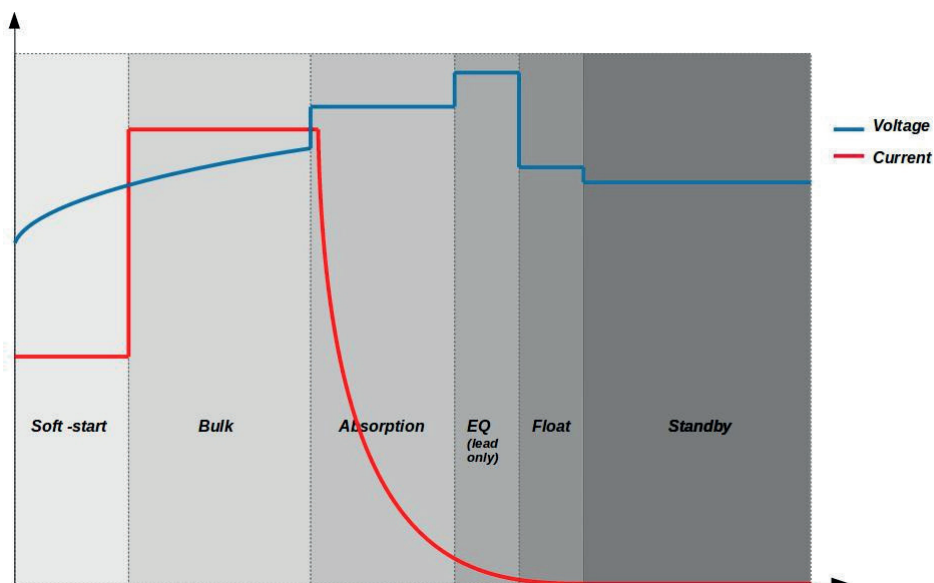 Voltage
Current
Soft -start
Bulk
Absorption
EQ
(lead
only)
Float
Standby